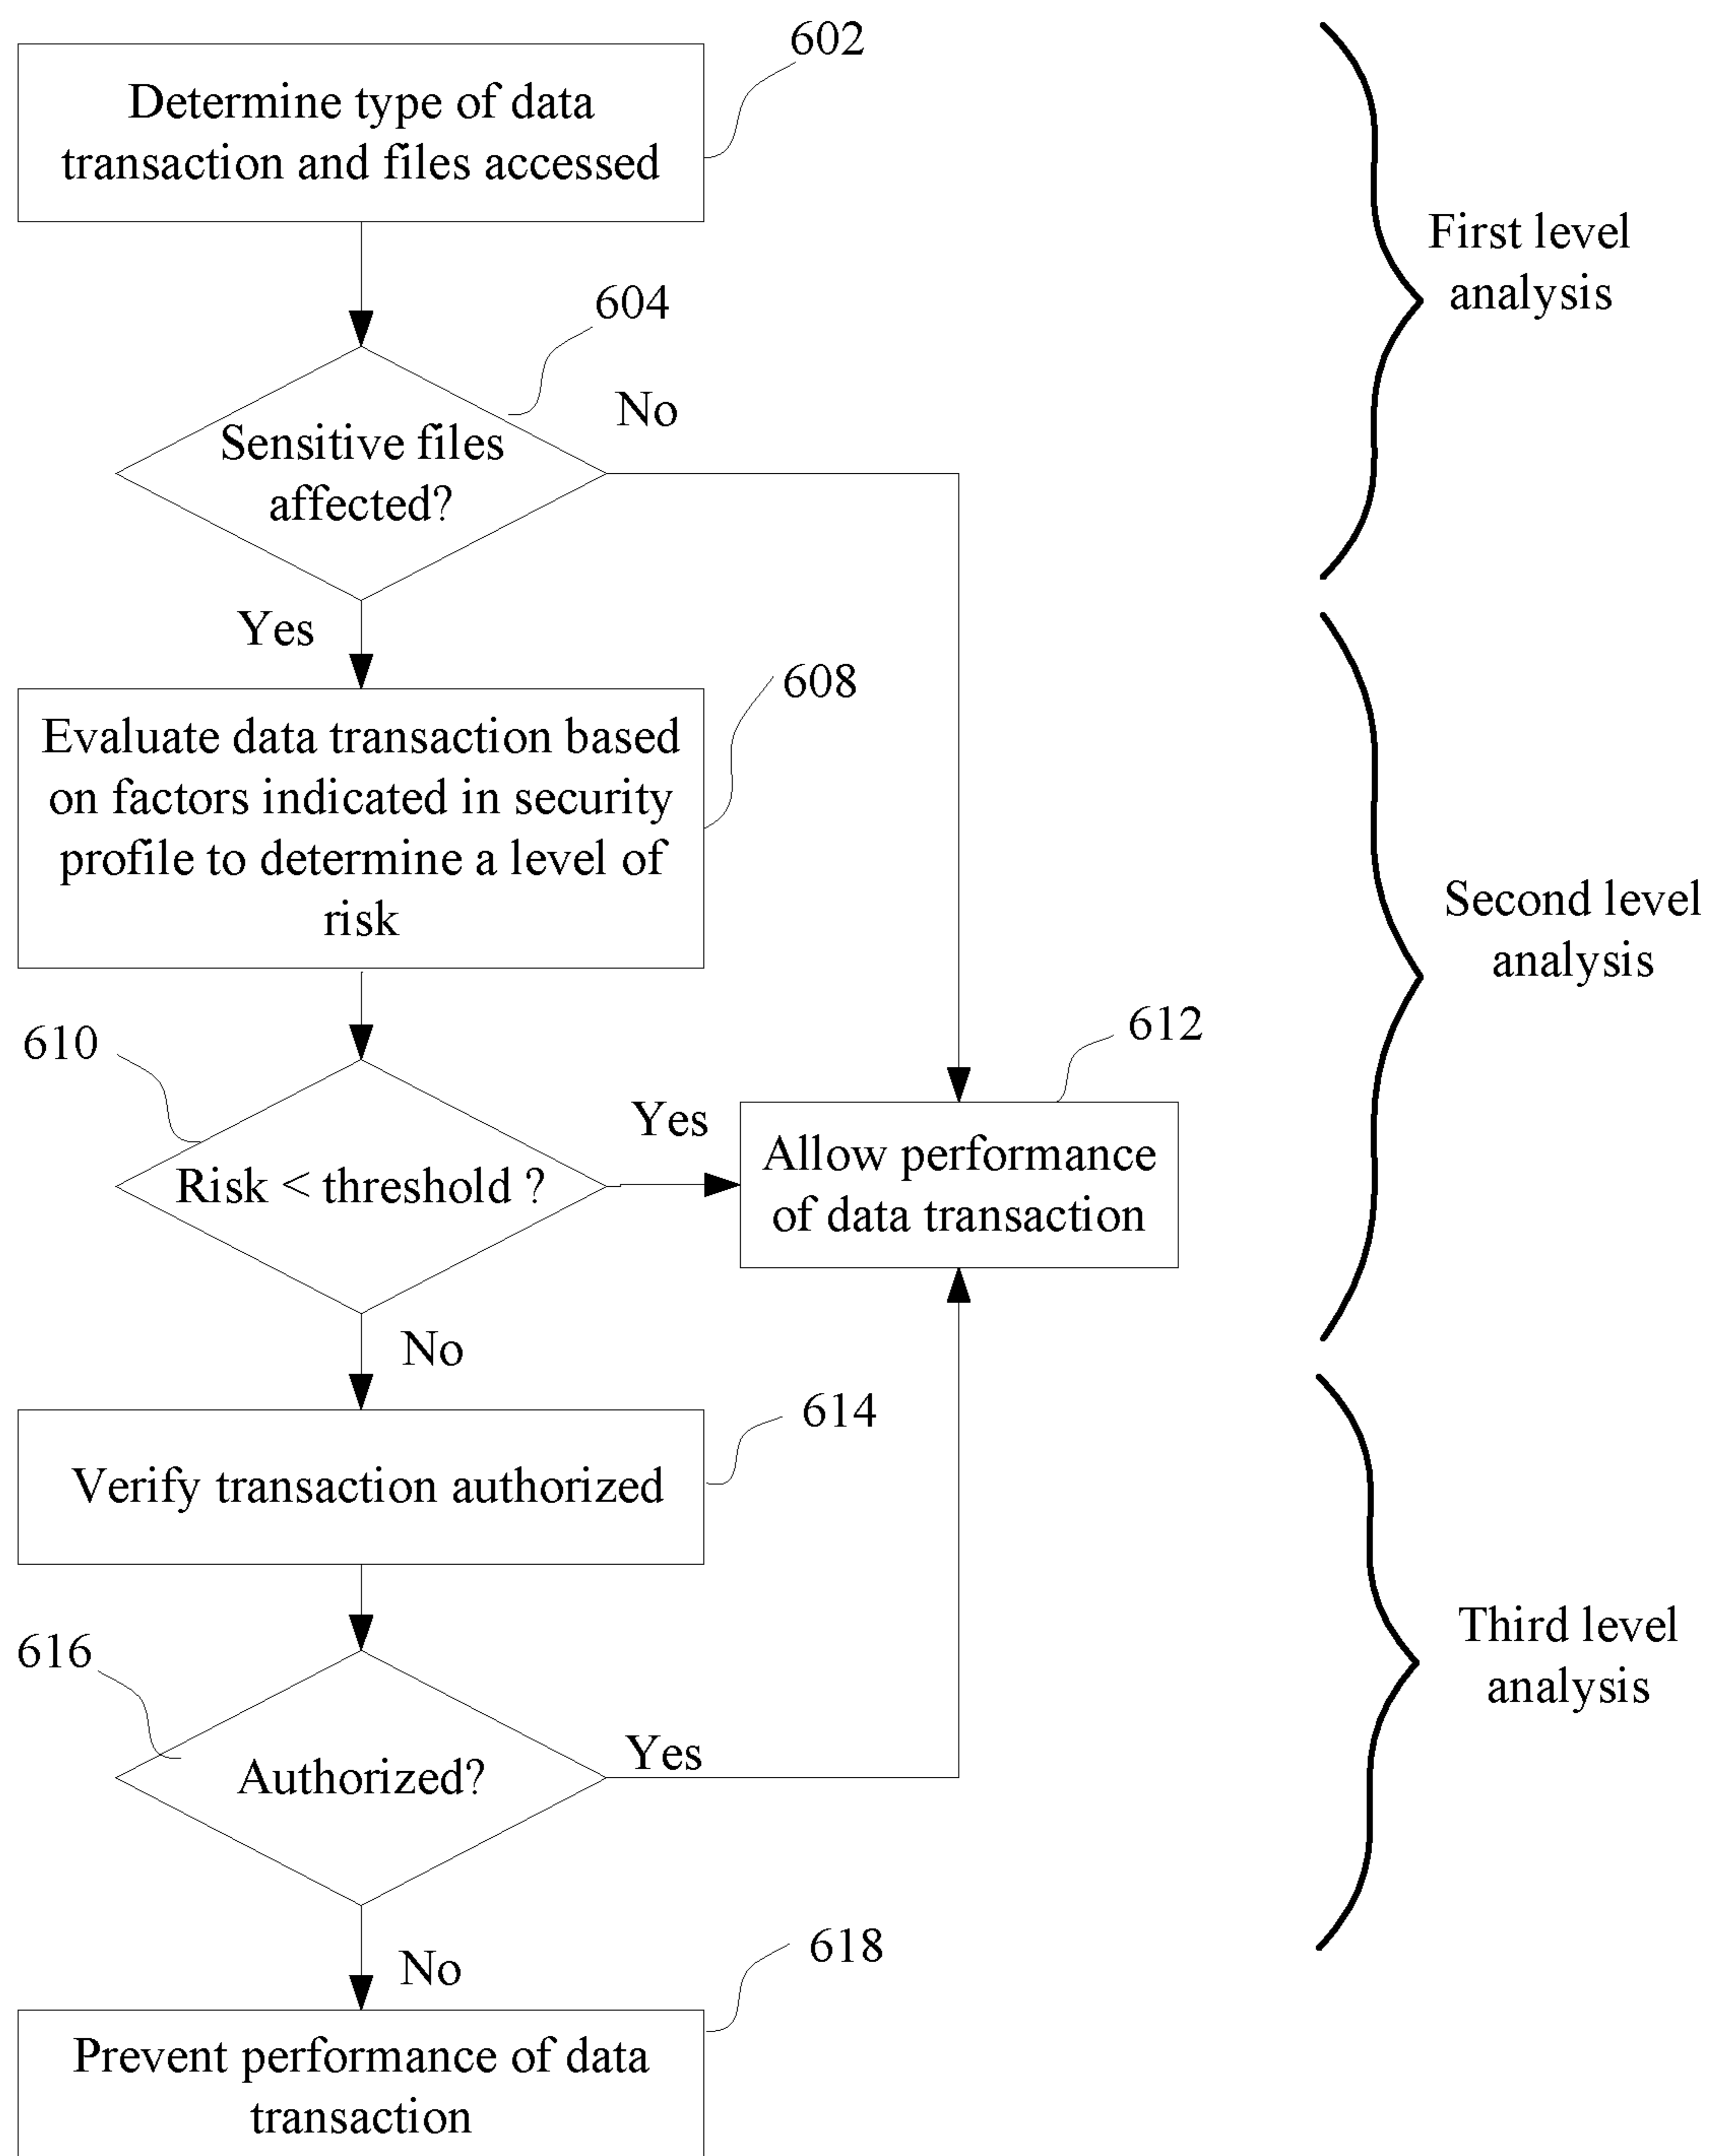 602
Determine type of data
transaction and files accessed
First level
analysis
604
No
Sensitive files
affected?
Yes
608
Evaluate data transaction based
on factors indicated in security
profile to determine a level of
risk
Second level
analysis
610
612
Yes
Allow performance
of data transaction
Risk < threshold ?
No
614
Verify transaction authorized
Third level
analysis
616
Yes
Authorized?
No
618
Prevent performance of data
transaction